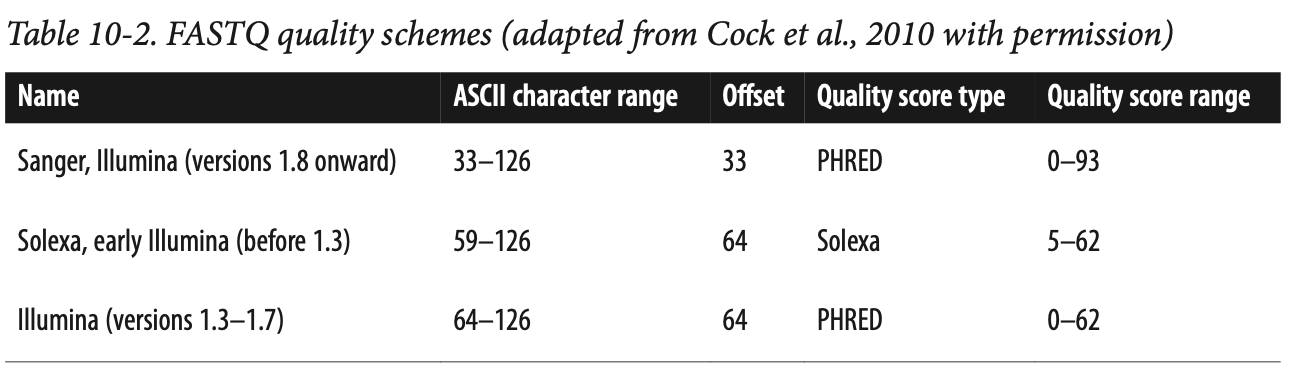 Table 10-2. FASTQ quality schemes (adapted from Cock et al., 2010 with permission)
Name ASCII character range Offset Quality score type Quality score range
Sanger, Illumina (versions 1.8 onward) 33–126 33 PHRED 0–93
Solexa, early Illumina (before 1.3) 59–126 64 Solexa 5–62
Illumina (versions 1.3–1.7) 64–126 64 PHRED 0–62